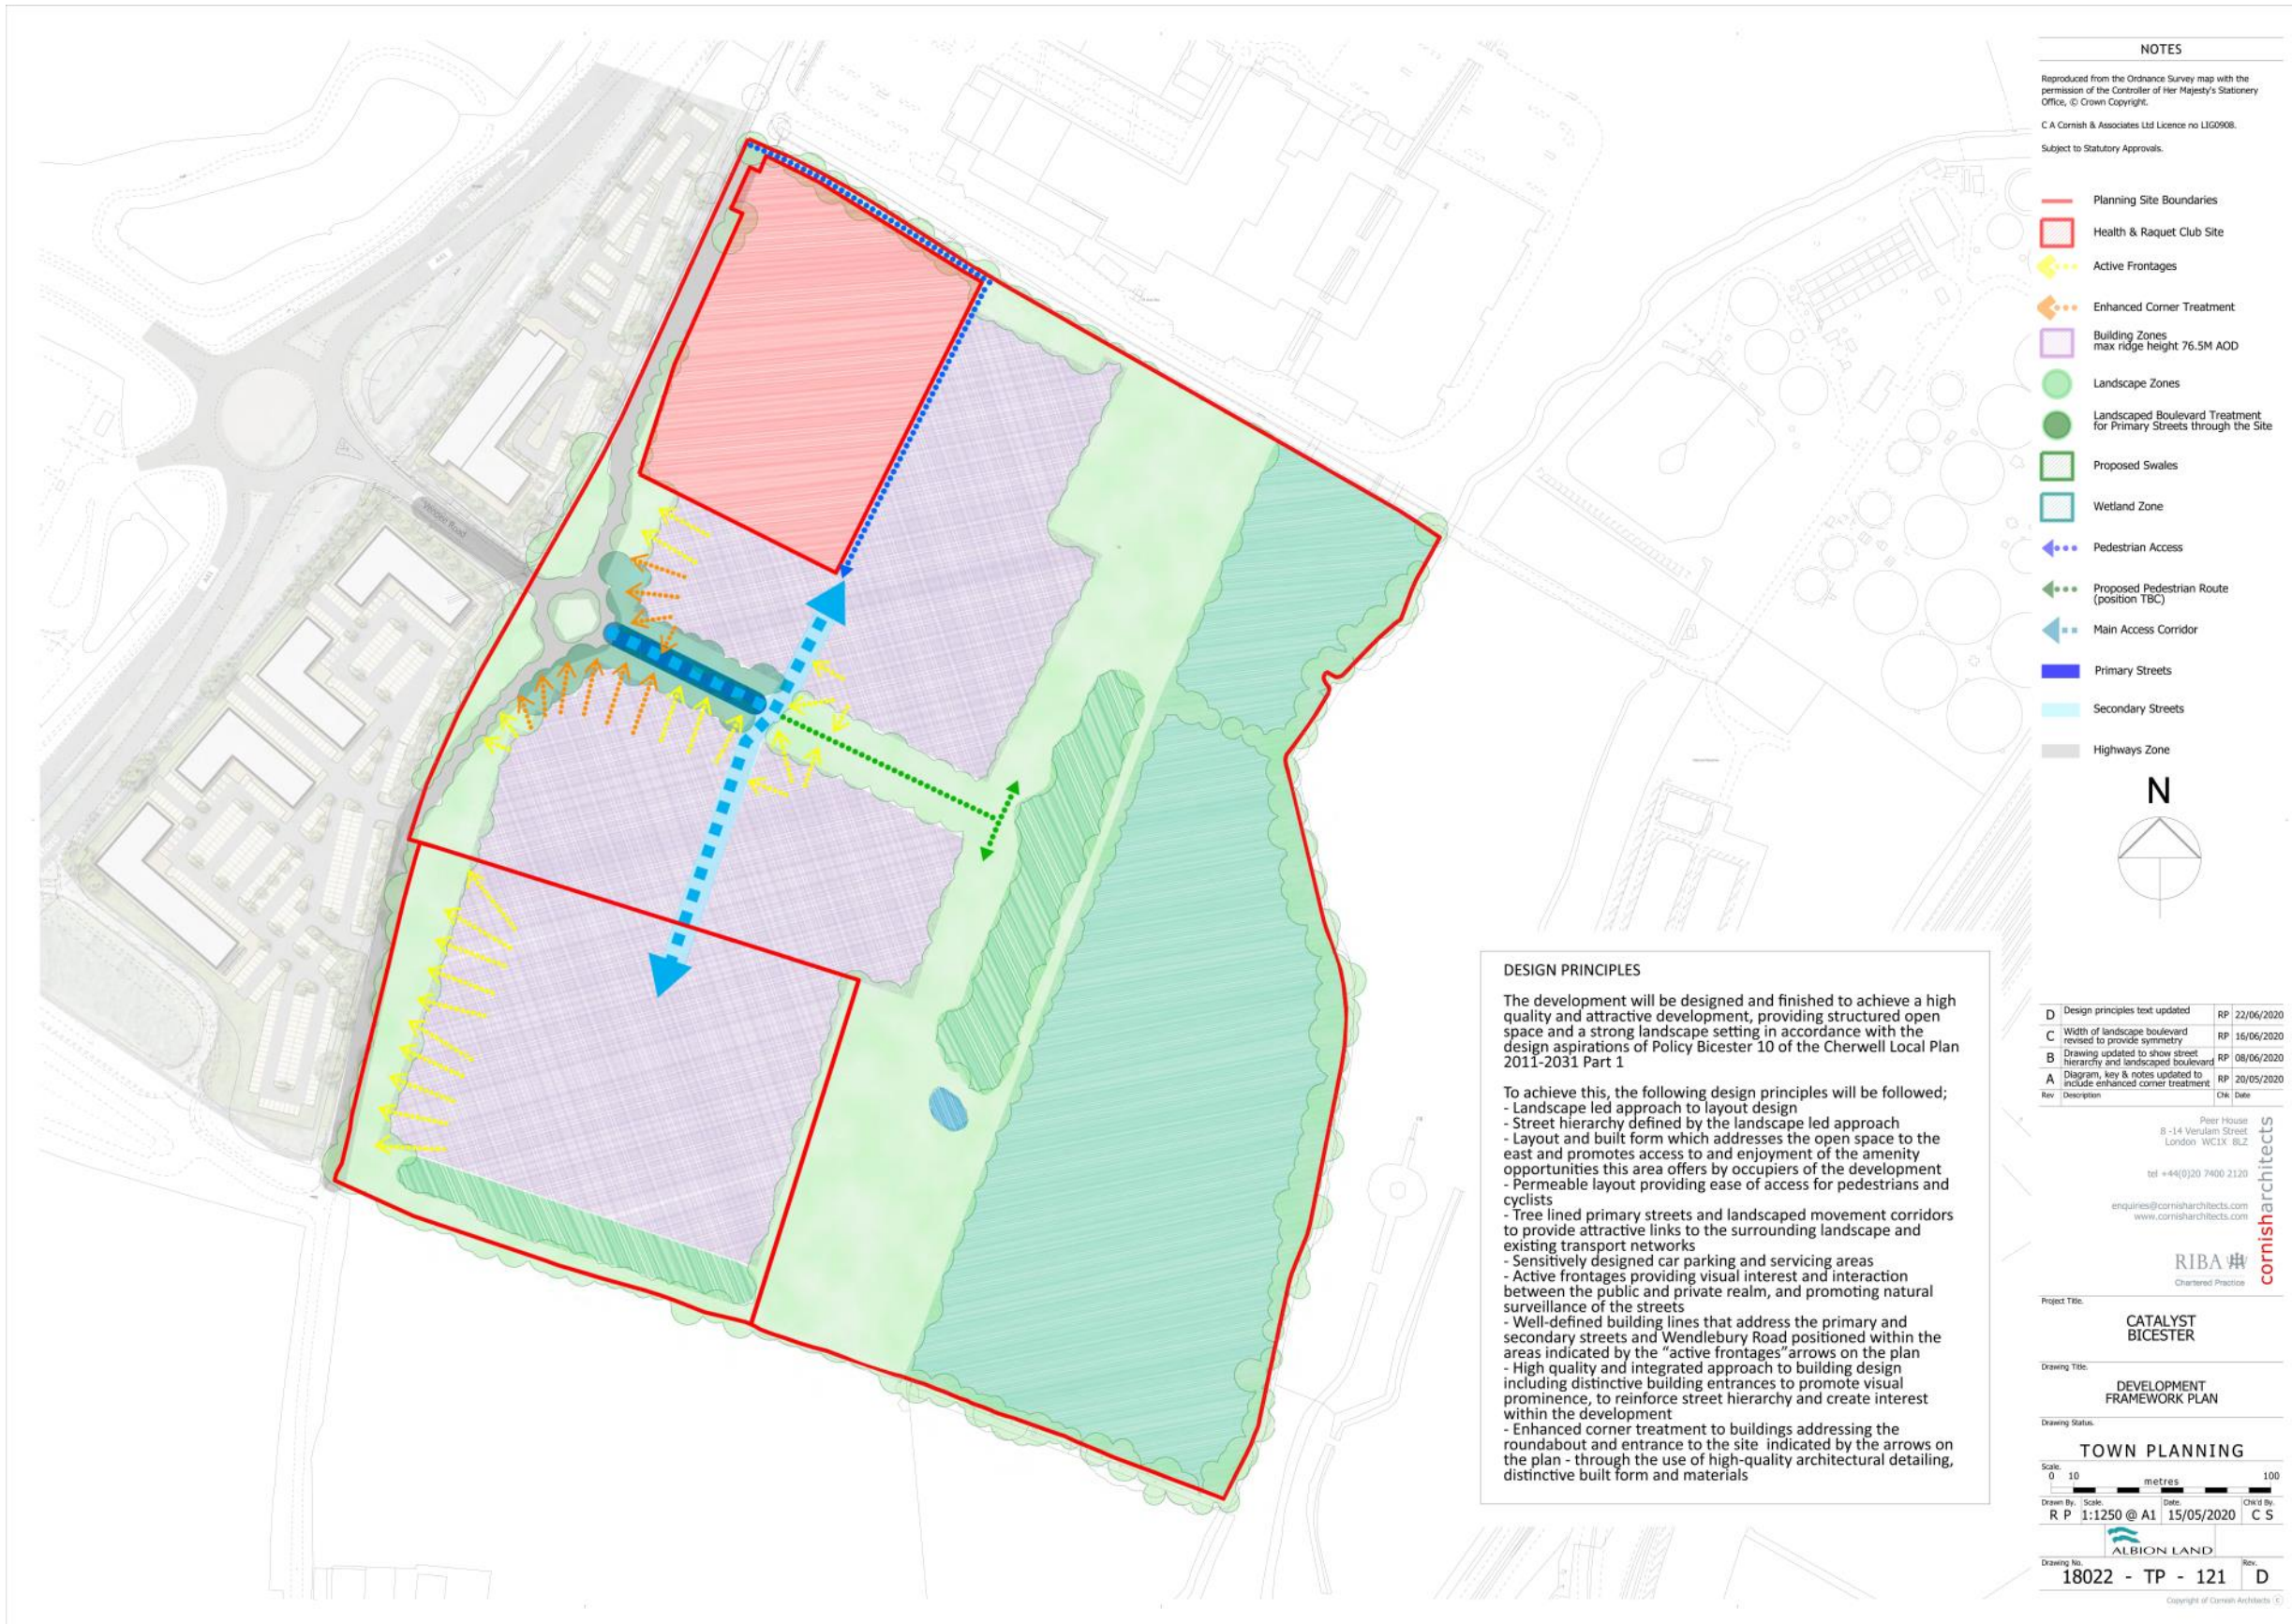 NOTES
Reproduced from the Ordnance Survey map with the
permission of the Controller of Her Majesty's Stationery
Office, © Crown Copyright.
C A Cornish & Associates Ltd Licence no LIG0908.
Subject to Statutory Approvals.
Planning Site Boundaries
Health & Raquet Club Site
Active Frontages
Enhanced Corner Treatment
Building Zones
max ridge height 76.5M AOD
Landscape Zones
Landscaped Boulevard Treatment
for Primary Streets through the Site
Proposed Swales
Wetland Zone
Pedestrian Access
Proposed Pedestrian Route
(position TBC)
Main Access Corridor
Primary Streets
Secondary Streets
Highways Zone
N
Vendee Road
A41
A41
DESIGN PRINCIPLES
The development will be designed and finished to achieve a high
quality and attractive development, providing structured open
space and a strong landscape setting in accordance with the
design aspirations of Policy Bicester 10 of the Cherwell Local Plan
2011-2031 Part 1
To achieve this, the following design principles will be followed;
- Landscape led approach to layout design
- Street hierarchy defined by the landscape led approach
- Layout and built form which addresses the open space to the
east and promotes access to and enjoyment of the amenity
opportunities this area offers by occupiers of the development
- Permeable layout providing ease of access for pedestrians and
cyclists
- Tree lined primary streets and landscaped movement corridors
to provide attractive links to the surrounding landscape and
existing transport networks
- Sensitively designed car parking and servicing areas
- Active frontages providing visual interest and interaction
between the public and private realm, and promoting natural
surveillance of the streets
- Well-defined building lines that address the primary and
secondary streets and Wendlebury Road positioned within the
areas indicated by the “active frontages”arrows on the plan
- High quality and integrated approach to building design
including distinctive building entrances to promote visual
prominence, to reinforce street hierarchy and create interest
within the development
- Enhanced corner treatment to buildings addressing the
roundabout and entrance to the site indicated by the arrows on
the plan - through the use of high-quality architectural detailing,
distinctive built form and materials
D Design principles text updated RP 22/06/2020
C Width of landscape boulevard
revised to provide symmetry RP 16/06/2020
B Drawing updated to show street
hierarchy and landscaped boulevard RP 08/06/2020
A Diagram, key & notes updated to
include enhanced corner treatment RP 20/05/2020
Rev Description Chk Date
Peer House
8 -14 Verulam Street
London WC1X 8LZ
tel +44(0)20 7400 2120
enquiries@cornisharchitects.com
www.cornisharchitects.com
RIBA
Chartered Practice
cornisharchitects
Project Title.
CATALYST
BICESTER
Drawing Title.
DEVELOPMENT
FRAMEWORK PLAN
Drawing Status.
TOWN PLANNING
Scale.
0 10 metres 100
Drawn By. Scale. Date. Chk'd By.
R P 1:1250 @ A1 15/05/2020 C S
ALBION LAND
Drawing No. Rev.
18022 - TP - 121 D
Copyright of Cornish Architects (C)